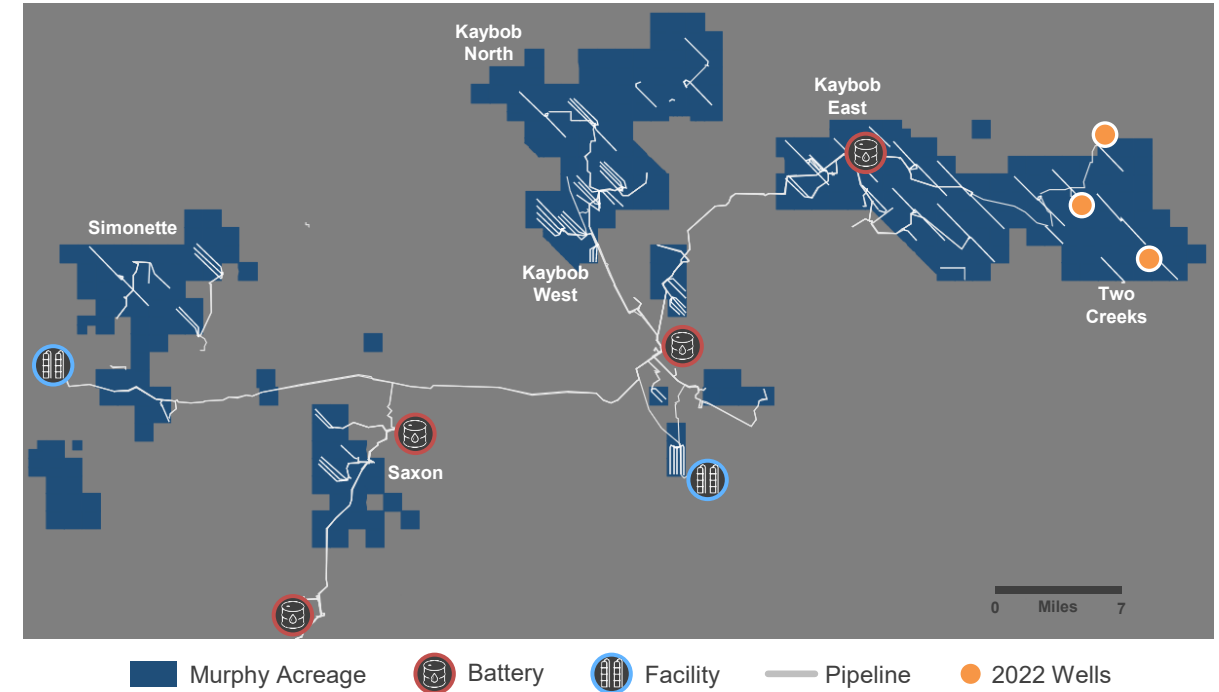 Kaybob
North
Kaybob
East
Simonette
Kaybob
West
Two
Creeks
Saxon
0 Miles 7
Murphy Acreage Battery Facility Pipeline 2022 Wells